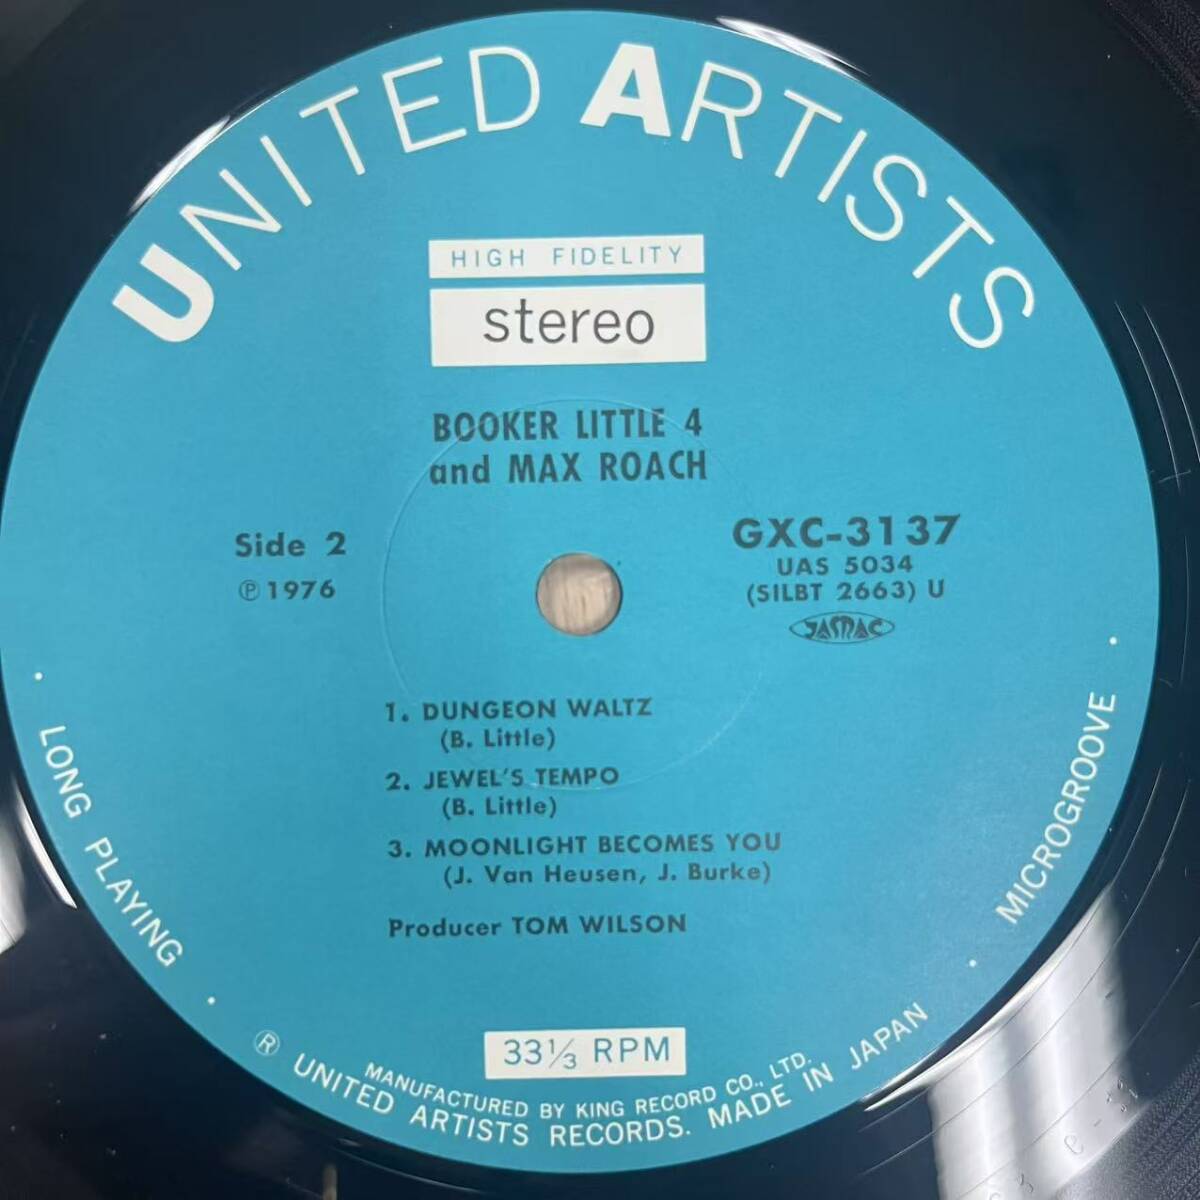 UNITED ARTISTS
HIGH FIDELITY
stereo
BOOKER LITTLE 4
and MAX ROACH
Side 2
Ⓟ 1976
GXC-3137
UAS 5034
(SILBT 2663) U
JASRAC
1. DUNGEON WALTZ
(B. Little)
2. JEWEL'S TEMPO
(B. Little)
3. MOONLIGHT BECOMES YOU
(J. Van Heusen, J. Burke)
Producer TOM WILSON
33⅓ RPM
· LONG PLAYING ·
· MICROGROOVE ·
MANUFACTURED BY KING RECORD CO., LTD.
® UNITED ARTISTS RECORDS. MADE IN JAPAN